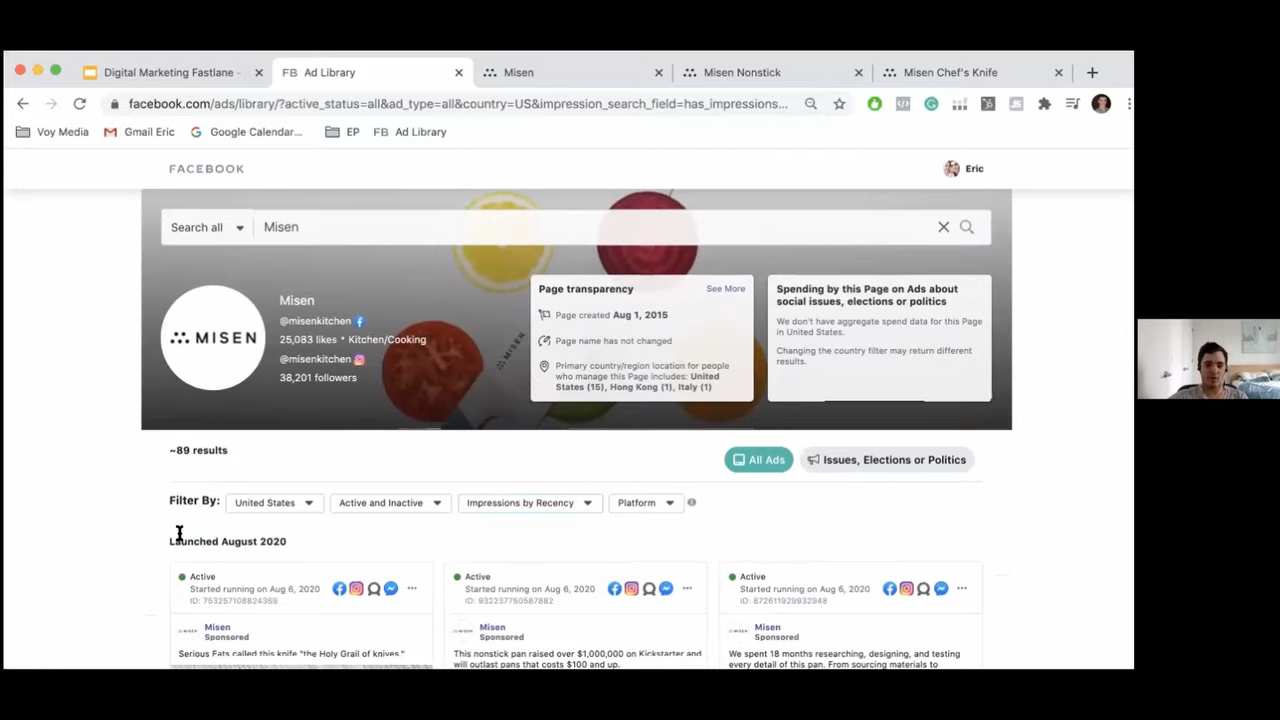 Digital Marketing Fastlane -
FB Ad Library
Misen
Misen Nonstick
Misen Chef's Knife
facebook.com/ads/library/?active_status=all&ad_type=all&country=US&impression_search_field=has_impressions...
Voy Media
Gmail Eric
Google Calendar...
EP
FB Ad Library
FACEBOOK
Eric
Search all
Misen
MISEN
Misen
@misenkitchen
25,083 likes • Kitchen/Cooking
@misenkitchen
38,201 followers
MISEN
Page transparency
See More
Page created Aug 1, 2015
Page name has not changed
Primary country/region location for people
who manage this Page includes: United
States (15), Hong Kong (1), Italy (1)
Spending by this Page on Ads about
social issues, elections or politics
We don't have aggregate spend data for this Page
in United States.
Changing the country filter may return different
results.
~89 results
All Ads
Issues, Elections or Politics
Filter By:
United States
Active and Inactive
Impressions by Recency
Platform
Launched August 2020
Active
Started running on Aug 6, 2020
ID: 753257108824369
Misen
Sponsored
Serious Eats called this knife "the Holy Grail of knives."
Active
Started running on Aug 6, 2020
ID: 932237760587882
Misen
Sponsored
This nonstick pan raised over $1,000,000 on Kickstarter and
will outlast pans that costs $100 and up.
Active
Started running on Aug 6, 2020
ID: 872611929932948
Misen
Sponsored
We spent 18 months researching, designing, and testing
every detail of this pan. From sourcing materials to